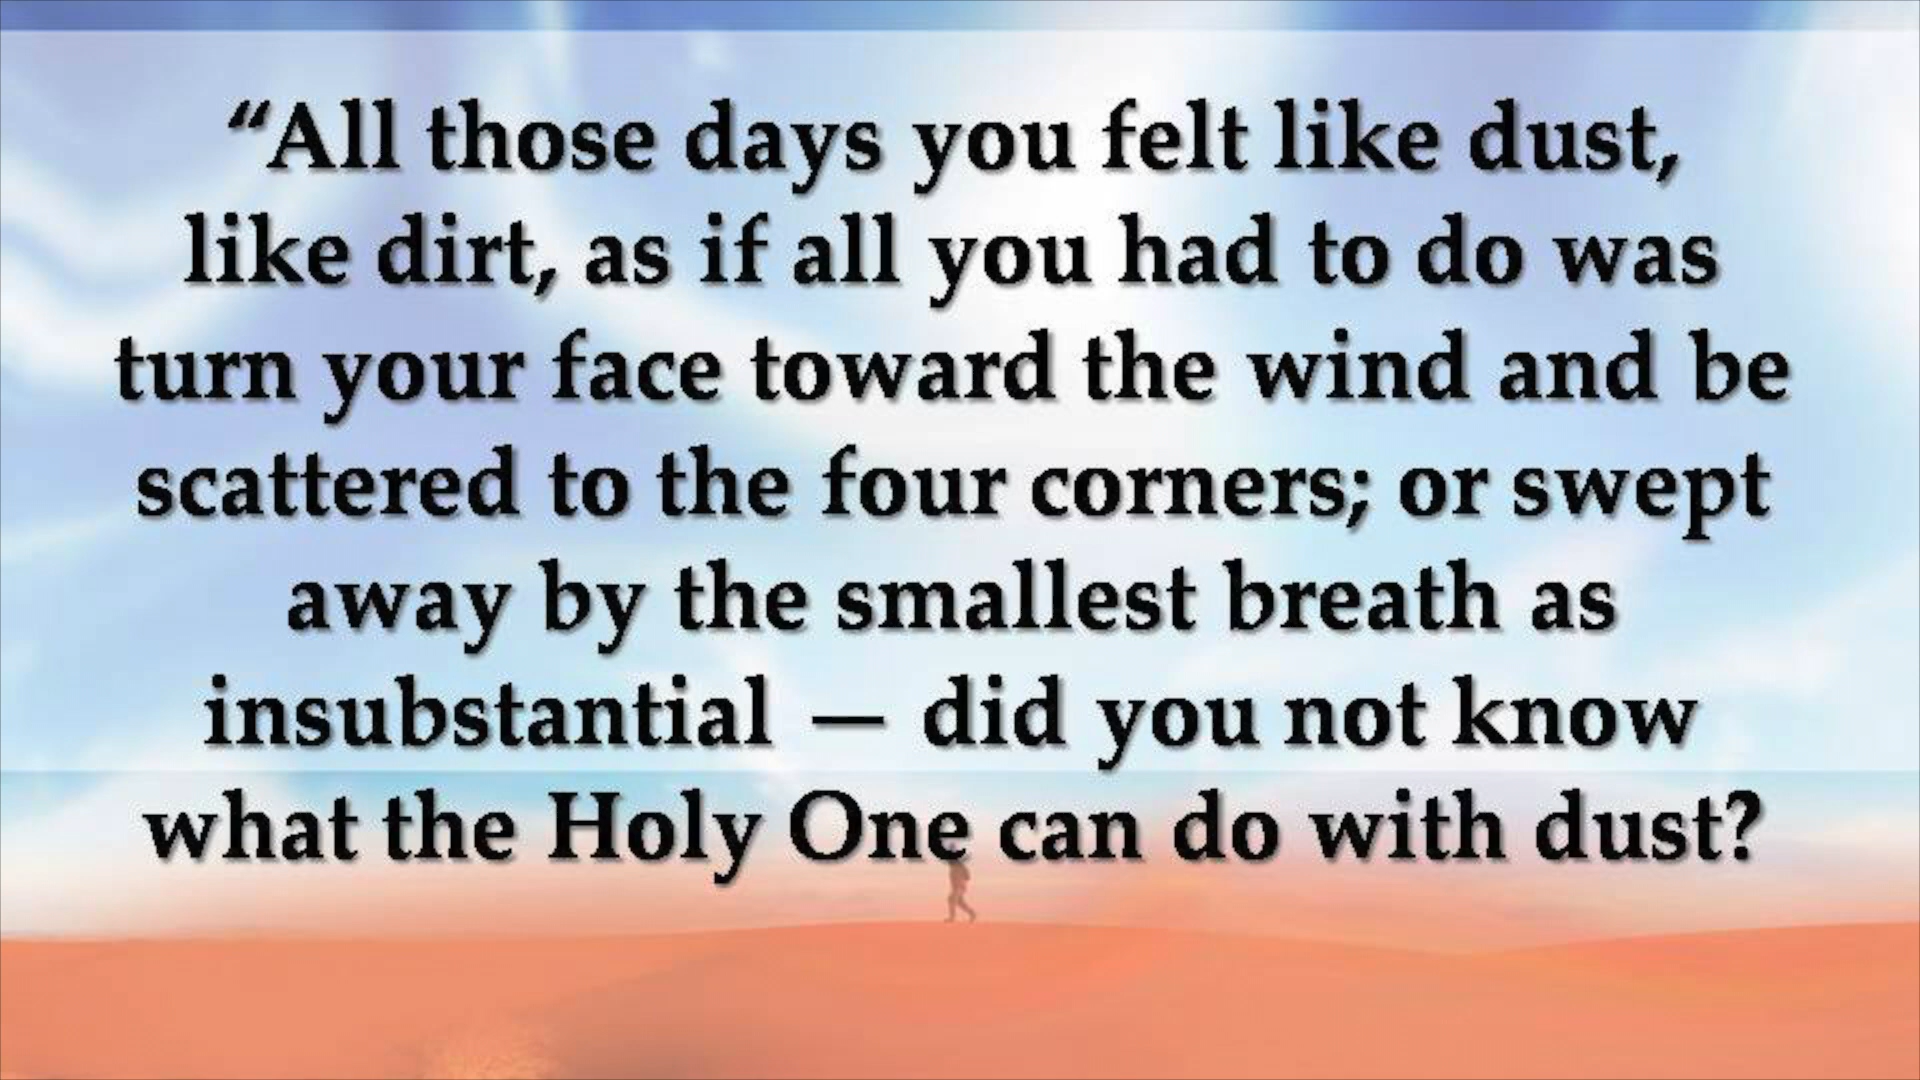 “All those days you felt like dust,
like dirt, as if all you had to do was
turn your face toward the wind and be
scattered to the four corners; or swept
away by the smallest breath as
insubstantial — did you not know
what the Holy One can do with dust?